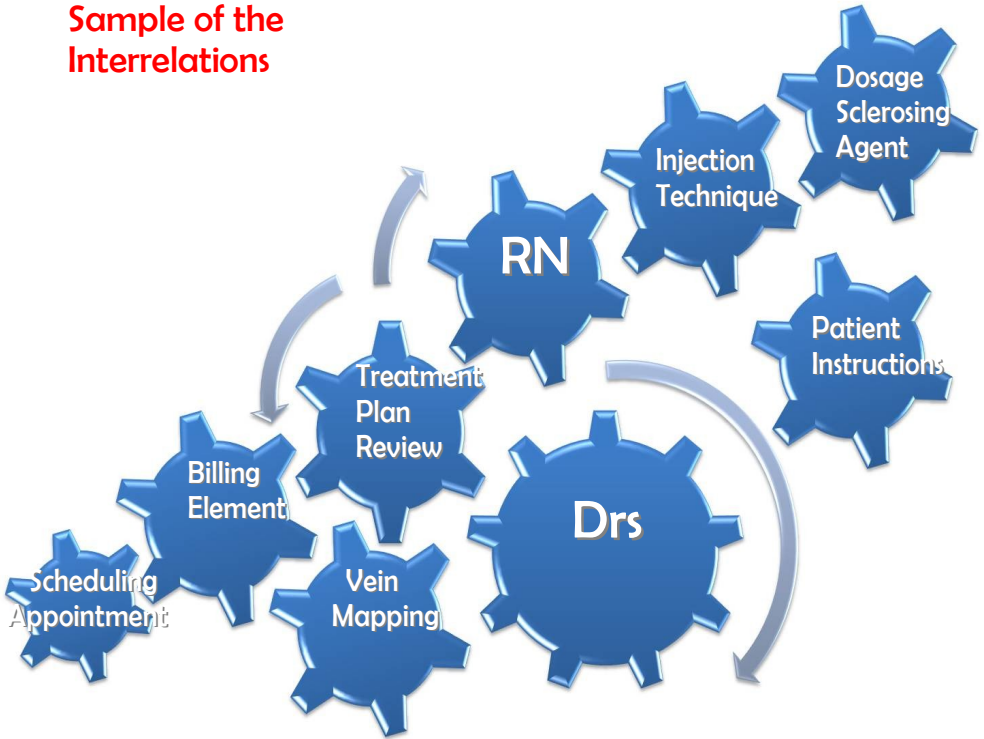 Sample of the
Interrelations
Dosage
Sclerosing
Agent
Injection
Technique
RN
Patient
Instructions
Treatment
Plan
Review
Billing
Element
Drs
Scheduling
Appointment
Vein
Mapping